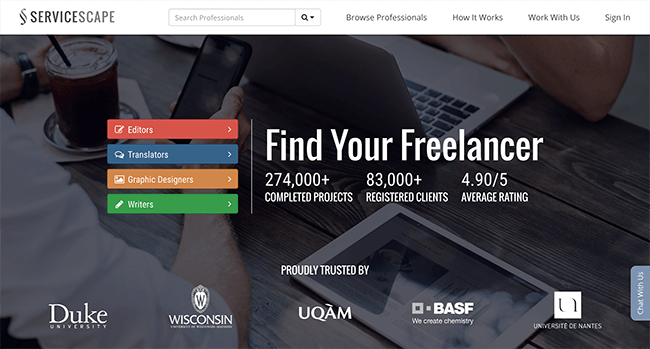 SERVICESCAPE
Search Professionals
Browse Professionals
How It Works
Work With Us
Sign In
Editors
Translators
Graphic Designers
Writers
Find Your Freelancer
274,000+
COMPLETED PROJECTS
83,000+
REGISTERED CLIENTS
4.90/5
AVERAGE RATING
PROUDLY TRUSTED BY
Duke
UNIVERSITY
WISCONSIN
UNIVERSITY OF WISCONSIN-MADISON
UQÀM
BASF
We create chemistry
UNIVERSITÉ DE NANTES
Chat With Us